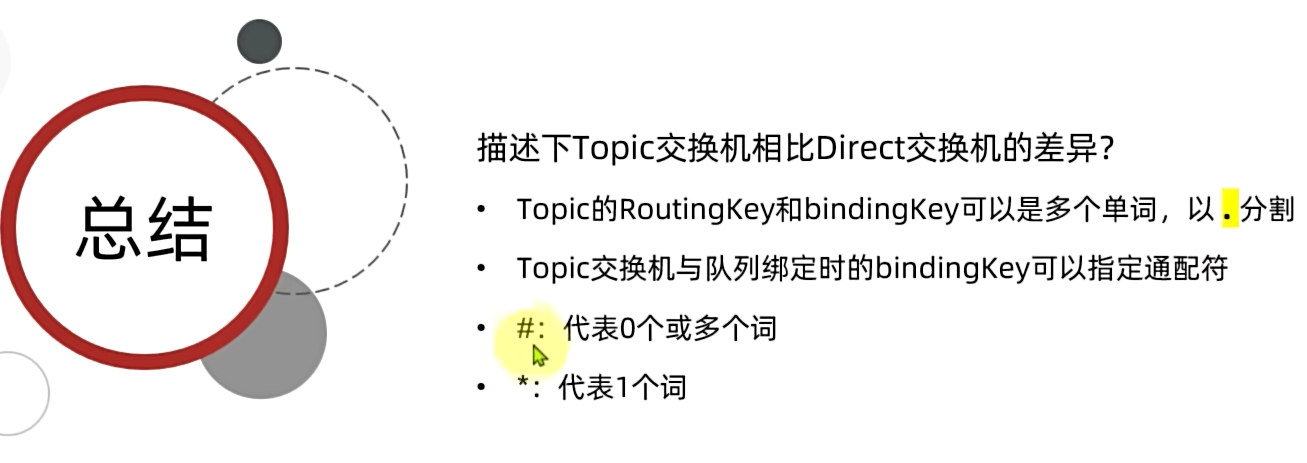 总结
描述下Topic交换机相比Direct交换机的差异?
• Topic的RoutingKey和bindingKey可以是多个单词，以 . 分割
• Topic交换机与队列绑定时的bindingKey可以指定通配符
• #：代表0个或多个词
• *：代表1个词